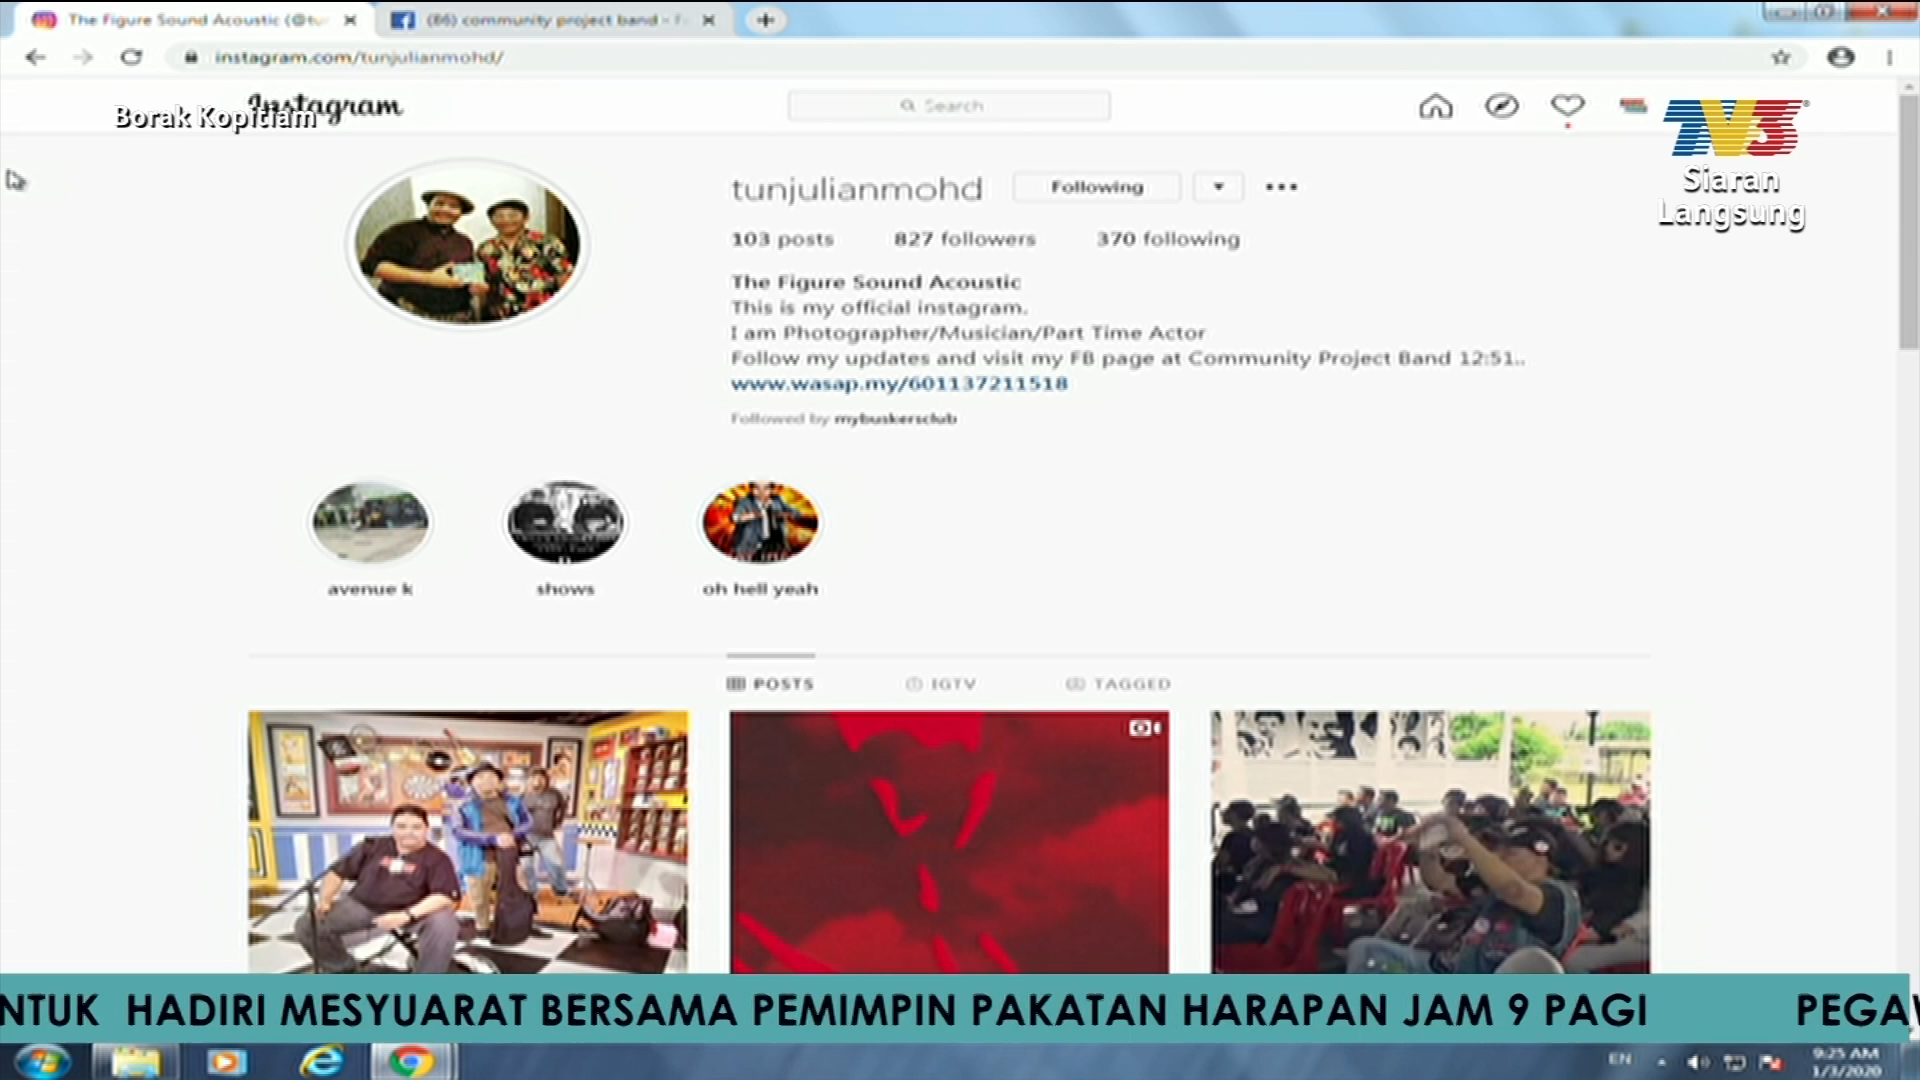 The Figure Sound Acoustic (@tu
(86) community project band - F
instagram.com/tunjulianmohd/
Instagram
Search
Borak Kopitiam
TV3
Siaran
Langsung
tunjulianmohd
Following
103 posts
827 followers
370 following
The Figure Sound Acoustic
This is my official instagram.
I am Photographer/Musician/Part Time Actor
Follow my updates and visit my FB page at Community Project Band 12:51..
www.wasap.my/601137211518
Followed by mybuskersclub
avenue k
shows
oh hell yeah
POSTS
IGTV
TAGGED
NTUK HADIRI MESYUARAT BERSAMA PEMIMPIN PAKATAN HARAPAN JAM 9 PAGI PEGAW
EN
9:25 AM
1/3/2020